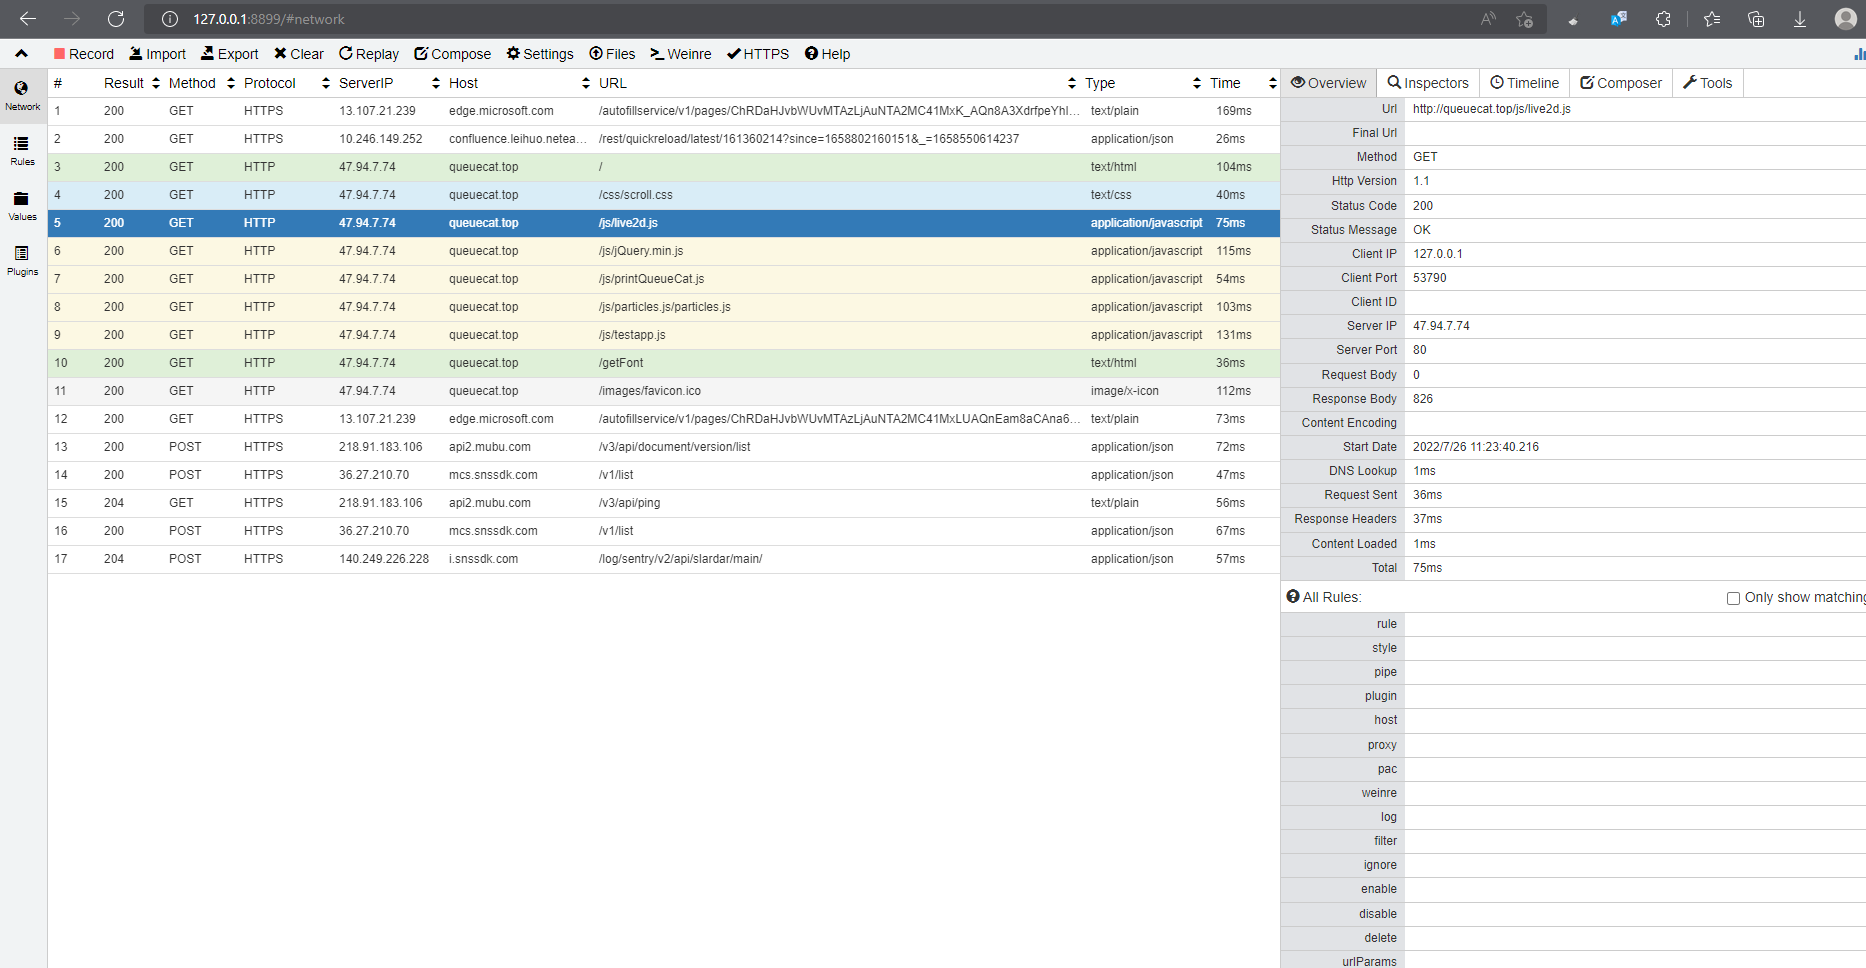 127.0.0.1:8899/#network
Record Import Export Clear Replay Compose Settings Files Weinre HTTPS Help
Network
Rules
Values
Plugins
# Result Method Protocol ServerIP Host URL Type Time
1 200 GET HTTPS 13.107.21.239 edge.microsoft.com /autofillservice/v1/pages/ChRDaHJvbWUvMTAzLjAuNTA2MC41MxK_AQn8A3XdrfpeYhI... text/plain 169ms
2 200 GET HTTPS 10.246.149.252 confluence.leihuo.netea... /rest/quickreload/latest/161360214?since=1658802160151&_=1658550614237 application/json 26ms
3 200 GET HTTP 47.94.7.74 queuecat.top / text/html 104ms
4 200 GET HTTP 47.94.7.74 queuecat.top /css/scroll.css text/css 40ms
5 200 GET HTTP 47.94.7.74 queuecat.top /js/live2d.js application/javascript 75ms
6 200 GET HTTP 47.94.7.74 queuecat.top /js/jQuery.min.js application/javascript 115ms
7 200 GET HTTP 47.94.7.74 queuecat.top /js/printQueueCat.js application/javascript 54ms
8 200 GET HTTP 47.94.7.74 queuecat.top /js/particles.js/particles.js application/javascript 103ms
9 200 GET HTTP 47.94.7.74 queuecat.top /js/testapp.js application/javascript 131ms
10 200 GET HTTP 47.94.7.74 queuecat.top /getFont text/html 36ms
11 200 GET HTTP 47.94.7.74 queuecat.top /images/favicon.ico image/x-icon 112ms
12 200 GET HTTPS 13.107.21.239 edge.microsoft.com /autofillservice/v1/pages/ChRDaHJvbWUvMTAzLjAuNTA2MC41MxLUAQnEam8aCAna6... text/plain 73ms
13 200 POST HTTPS 218.91.183.106 api2.mubu.com /v3/api/document/version/list application/json 72ms
14 200 POST HTTPS 36.27.210.70 mcs.snssdk.com /v1/list application/json 47ms
15 204 GET HTTPS 218.91.183.106 api2.mubu.com /v3/api/ping text/plain 56ms
16 200 POST HTTPS 36.27.210.70 mcs.snssdk.com /v1/list application/json 67ms
17 204 POST HTTPS 140.249.226.228 i.snssdk.com /log/sentry/v2/api/slardar/main/ application/json 57ms
Overview Inspectors Timeline Composer Tools
Url http://queuecat.top/js/live2d.js
Final Url
Method GET
Http Version 1.1
Status Code 200
Status Message OK
Client IP 127.0.0.1
Client Port 53790
Client ID
Server IP 47.94.7.74
Server Port 80
Request Body 0
Response Body 826
Content Encoding
Start Date 2022/7/26 11:23:40.216
DNS Lookup 1ms
Request Sent 36ms
Response Headers 37ms
Content Loaded 1ms
Total 75ms
All Rules: Only show matching
rule
style
pipe
plugin
host
proxy
pac
weinre
log
filter
ignore
enable
disable
delete
urlParams